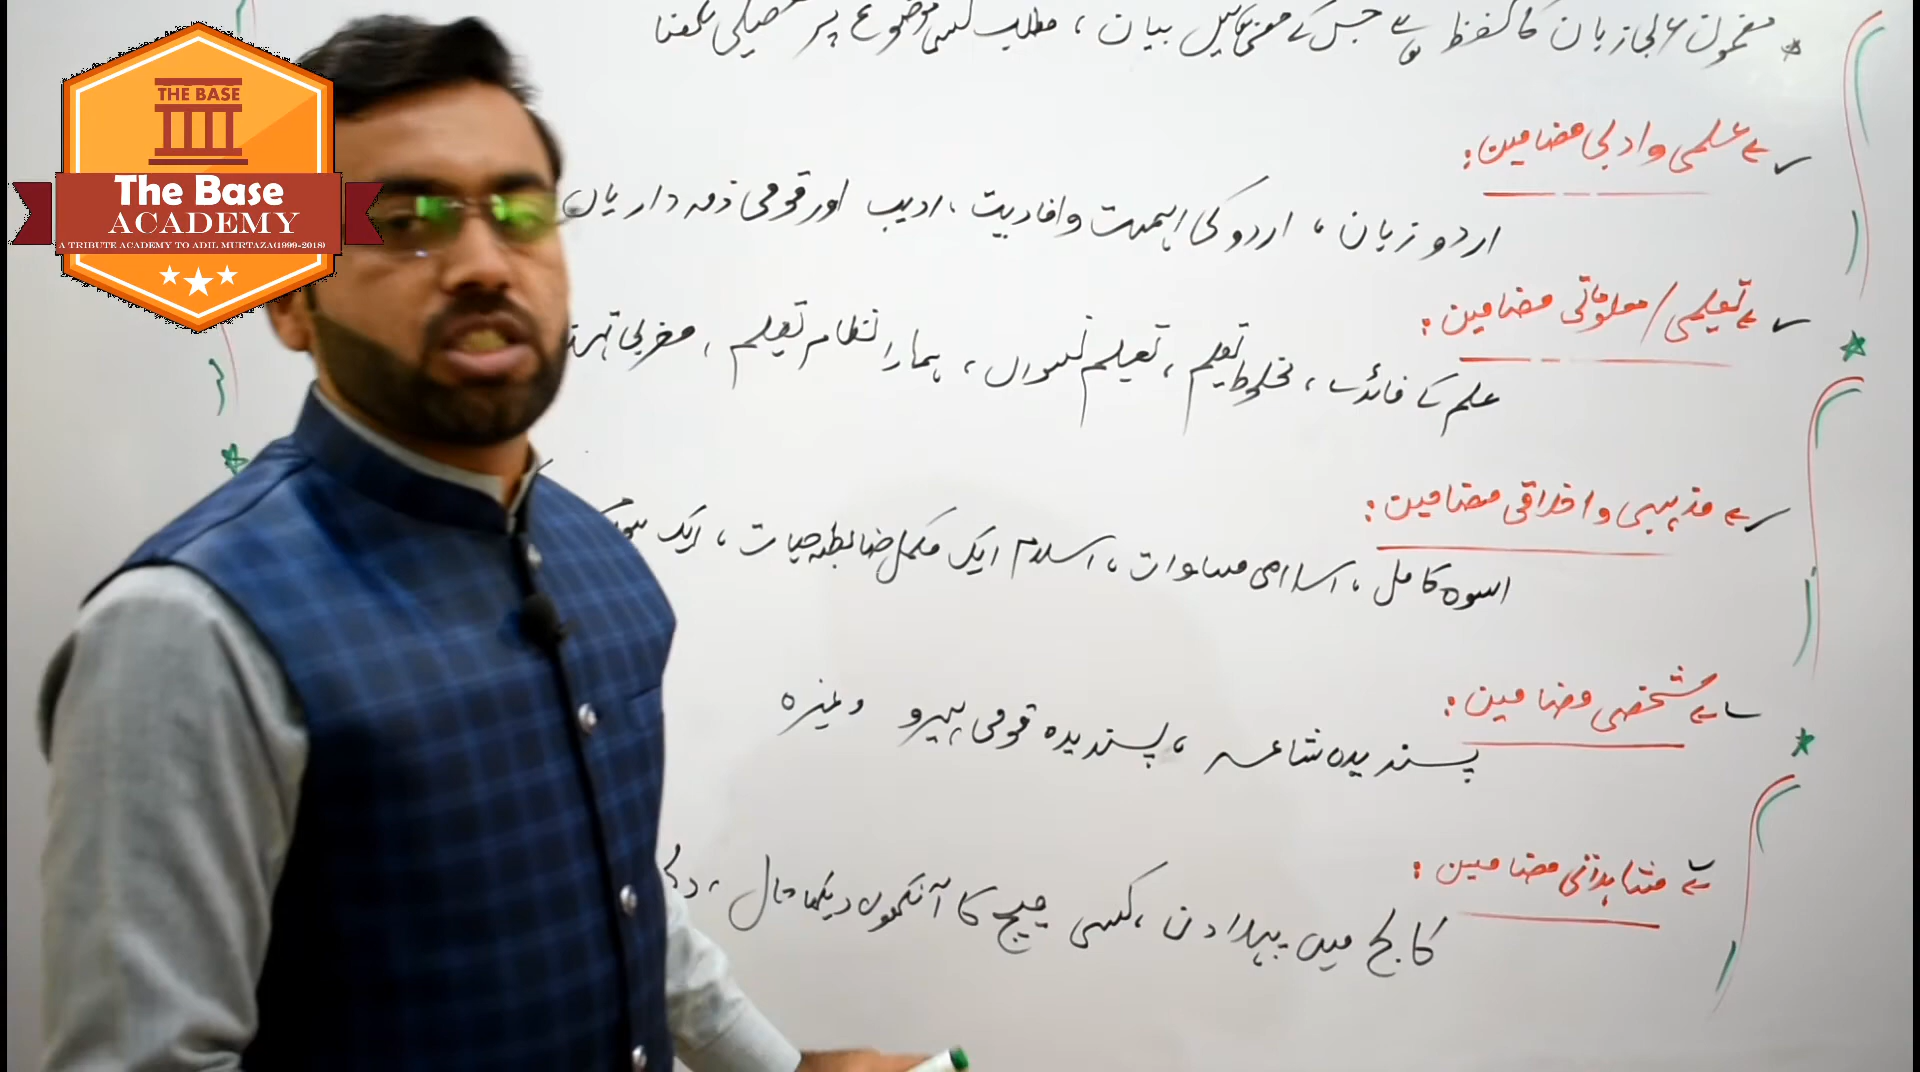 THE BASE
The Base
ACADEMY
A TRIBUTE ACADEMY TO ADIL MURTAZA(1999-2018)
* مضمون عربی زبان کا لفظ ہے جس کے معنی ہیں بیان ، مطلب کسی موضوع پر تفصیلی لکھنا
علمی و ادبی مضامین :
اردو زبان ، اردو کی اہمیت و افادیت ، ادیب اور قومی ذمہ داریاں
تعلیمی / معلوماتی مضامین :
علم کے فائدے ، مخلوط تعلیم ، تعلیم نسواں ، ہمارا نظام تعلیم ، مغربی
مذہبی و اخلاقی مضامین :
اسوہ کامل ، اسلامی مساوات ، اسلام ایک مکمل ضابطہ حیات ، ایک
شخصی مضامین :
پسندیدہ شاعر ، پسندیدہ قومی ہیرو وغیرہ
مشاہداتی مضامین :
کالج میں پہلا دن ، کسی میچ کا آنکھوں دیکھا حال ،